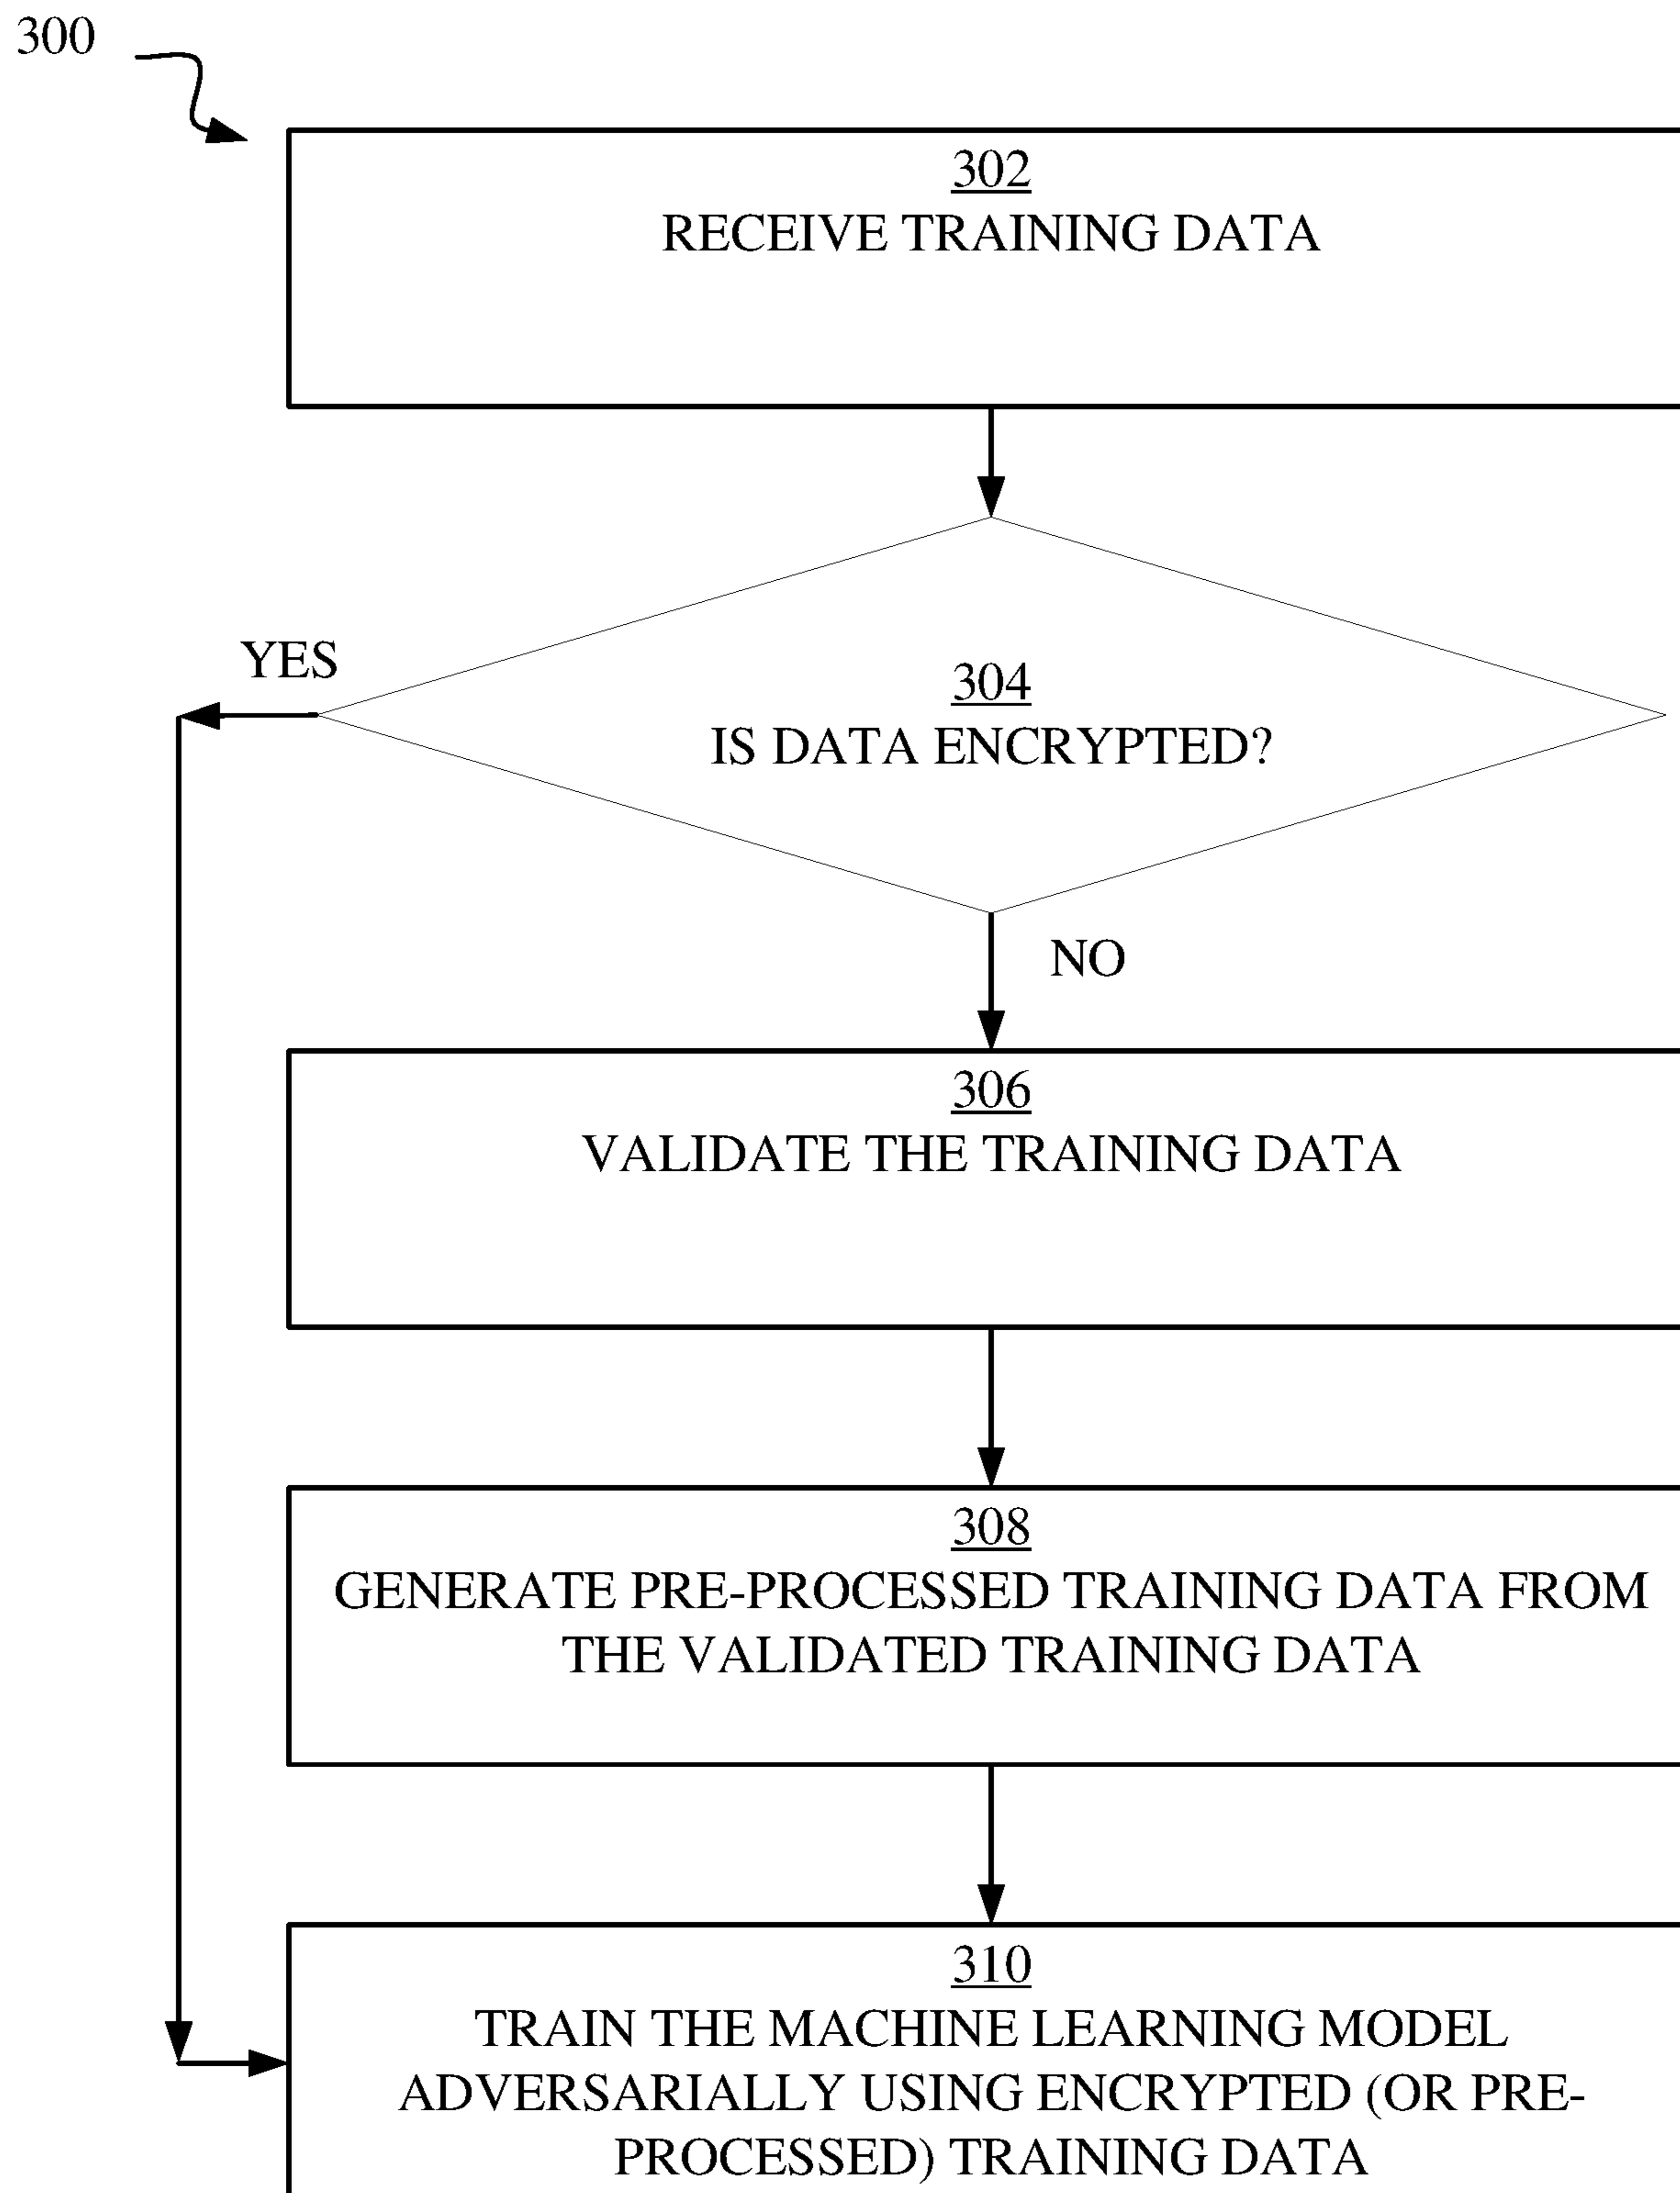 300
302
RECEIVE TRAINING DATA
YES
304
IS DATA ENCRYPTED?
NO
306
VALIDATE THE TRAINING DATA
308
GENERATE PRE-PROCESSED TRAINING DATA FROM
THE VALIDATED TRAINING DATA
310
TRAIN THE MACHINE LEARNING MODEL
ADVERSARIALLY USING ENCRYPTED (OR PRE-
PROCESSED) TRAINING DATA